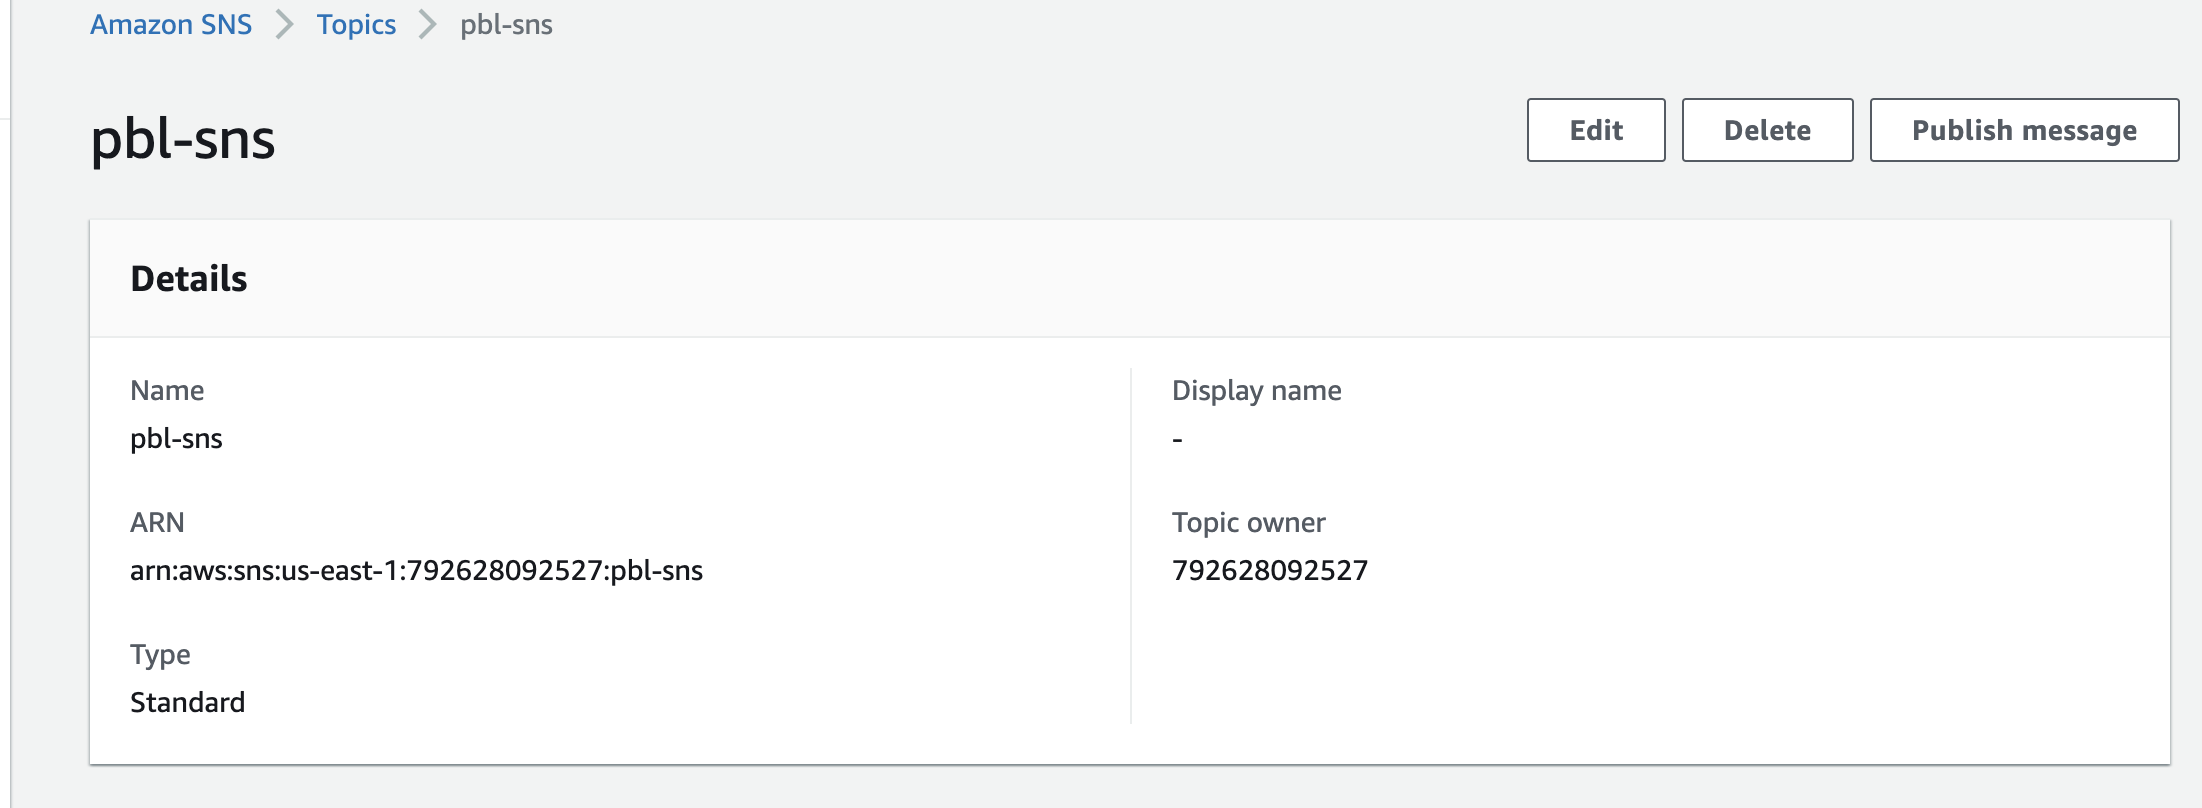 Amazon SNS > Topics > pbl-sns
pbl-sns
Edit
Delete
Publish message
Details
Name
pbl-sns
Display name
-
ARN
arn:aws:sns:us-east-1:792628092527:pbl-sns
Topic owner
792628092527
Type
Standard